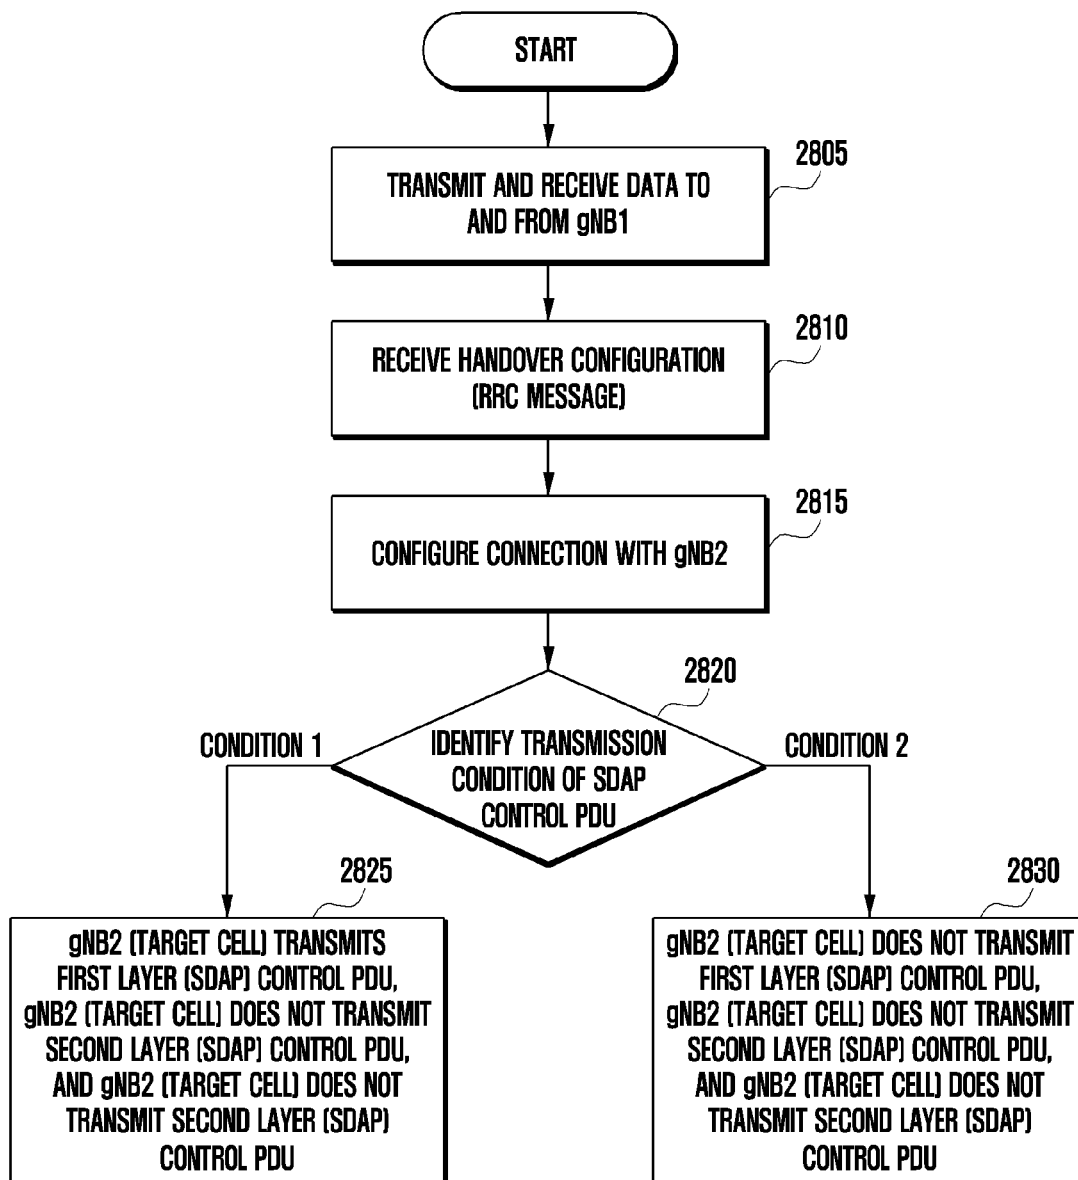 START
2805
TRANSMIT AND RECEIVE DATA TO
AND FROM gNB1
2810
RECEIVE HANDOVER CONFIGURATION
(RRC MESSAGE)
2815
CONFIGURE CONNECTION WITH gNB2
2820
CONDITION 1
IDENTIFY TRANSMISSION
CONDITION OF SDAP
CONTROL PDU
CONDITION 2
2825
gNB2 (TARGET CELL) TRANSMITS
FIRST LAYER (SDAP) CONTROL PDU,
gNB2 (TARGET CELL) DOES NOT TRANSMIT
SECOND LAYER (SDAP) CONTROL PDU,
AND gNB2 (TARGET CELL) DOES NOT
TRANSMIT SECOND LAYER (SDAP)
CONTROL PDU
2830
gNB2 (TARGET CELL) DOES NOT TRANSMIT
FIRST LAYER (SDAP) CONTROL PDU,
gNB2 (TARGET CELL) DOES NOT TRANSMIT
SECOND LAYER (SDAP) CONTROL PDU,
AND gNB2 (TARGET CELL) DOES NOT
TRANSMIT SECOND LAYER (SDAP)
CONTROL PDU